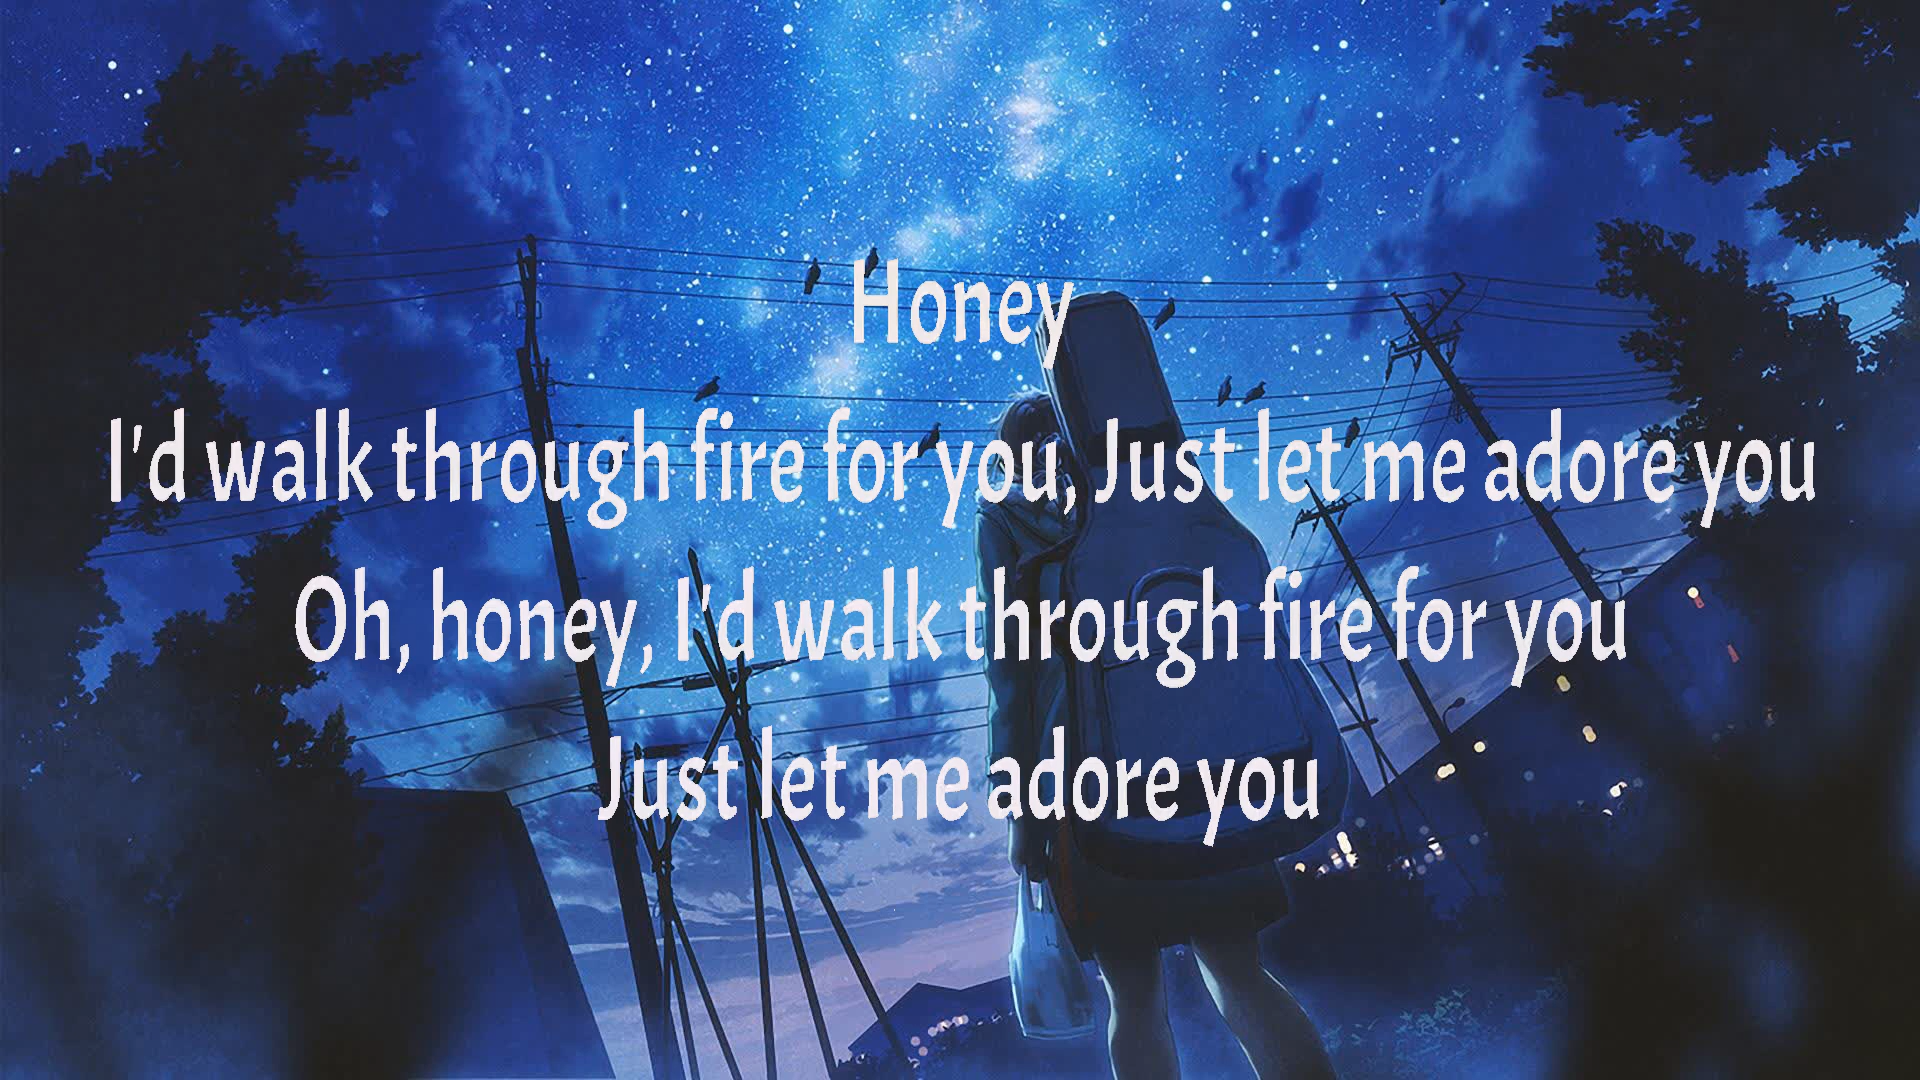 Honey
I'd walk through fire for you, Just let me adore you
Oh, honey, I'd walk through fire for you
Just let me adore you